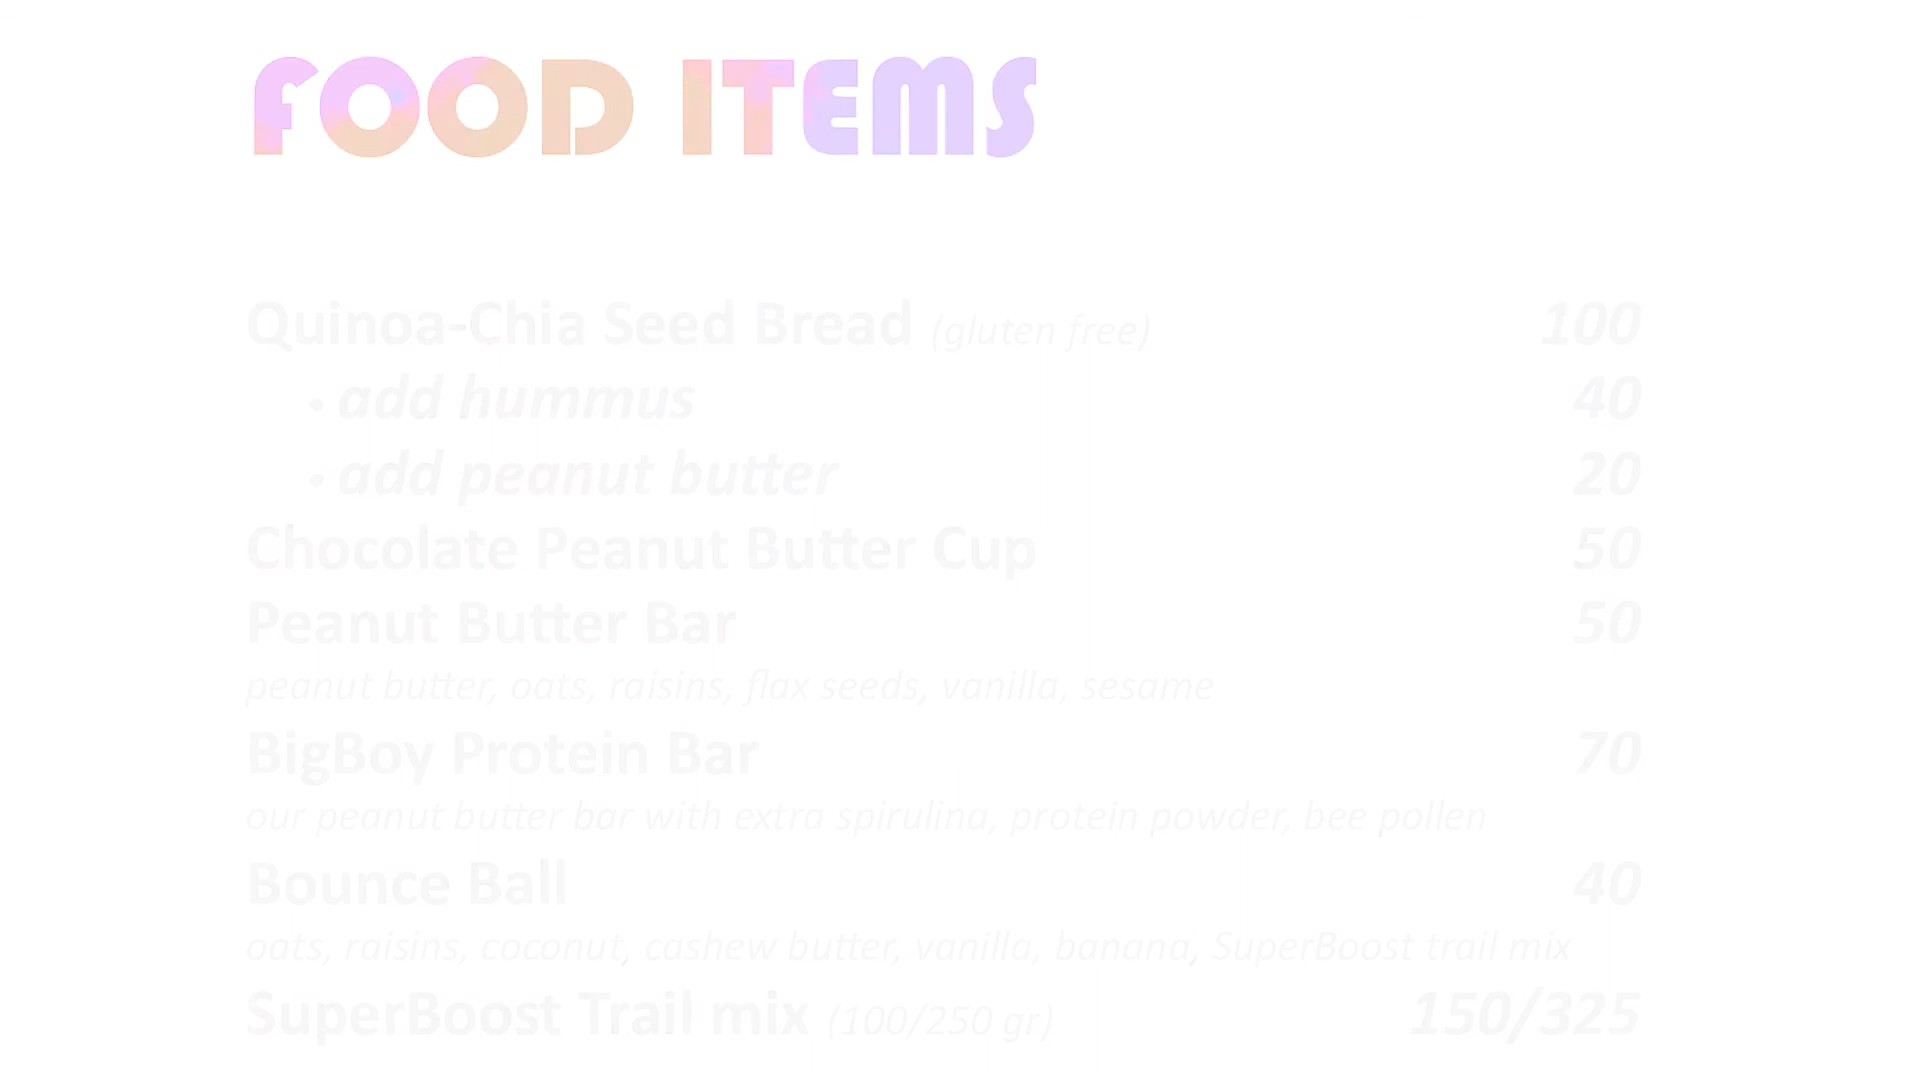 FOOD ITEMS
Quinoa-Chia Seed Bread (gluten free) 100
• add hummus 40
• add peanut butter 20
Chocolate Peanut Butter Cup 50
Peanut Butter Bar 50
peanut butter, oats, raisins, flax seeds, vanilla, sesame
BigBoy Protein Bar 70
our peanut butter bar with extra spirulina, protein powder, bee pollen
Bounce Ball 40
oats, raisins, coconut, cashew butter, vanilla, banana, SuperBoost trail mix
SuperBoost Trail mix (100/250 gr) 150/325